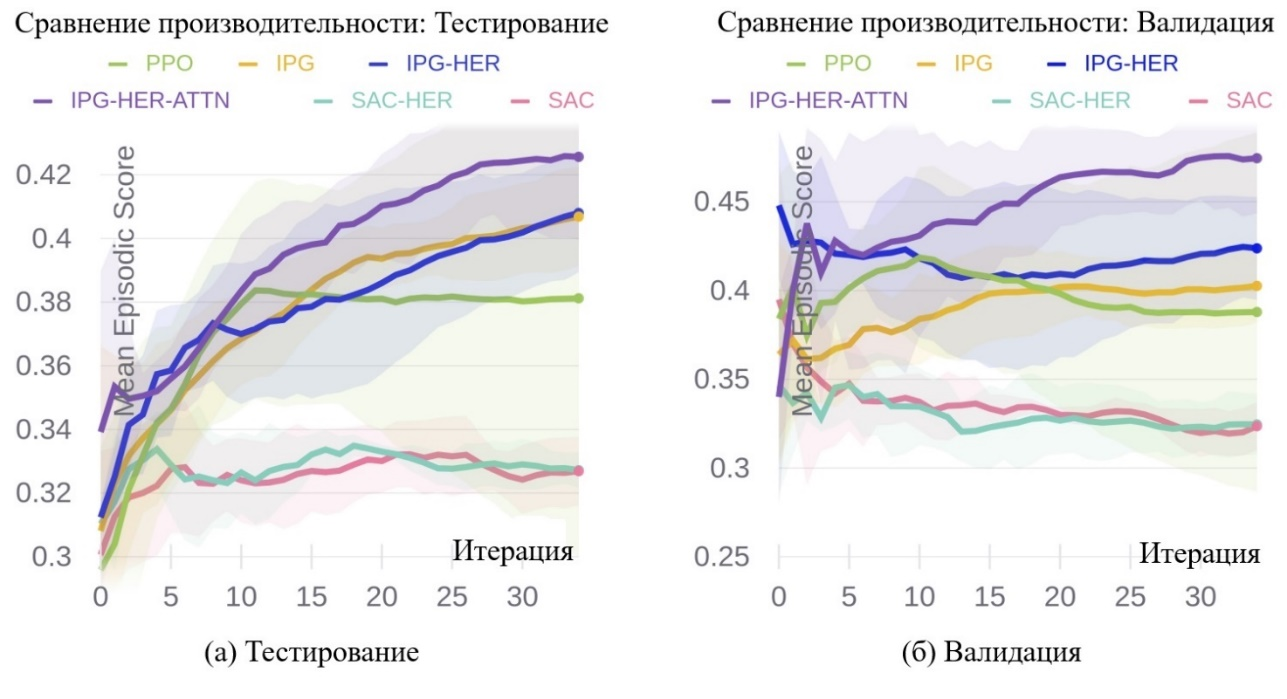 Сравнение производительности: Тестирование
PPO IPG IPG-HER
IPG-HER-ATTN SAC-HER SAC
Mean Episodic Score
0.42
0.4
0.38
0.36
0.34
0.32
0.3
Итерация
0 5 10 15 20 25 30
(а) Тестирование
Сравнение производительности: Валидация
PPO IPG IPG-HER
IPG-HER-ATTN SAC-HER SAC
Mean Episodic Score
0.45
0.4
0.35
0.3
0.25
Итерация
0 5 10 15 20 25 30
(б) Валидация